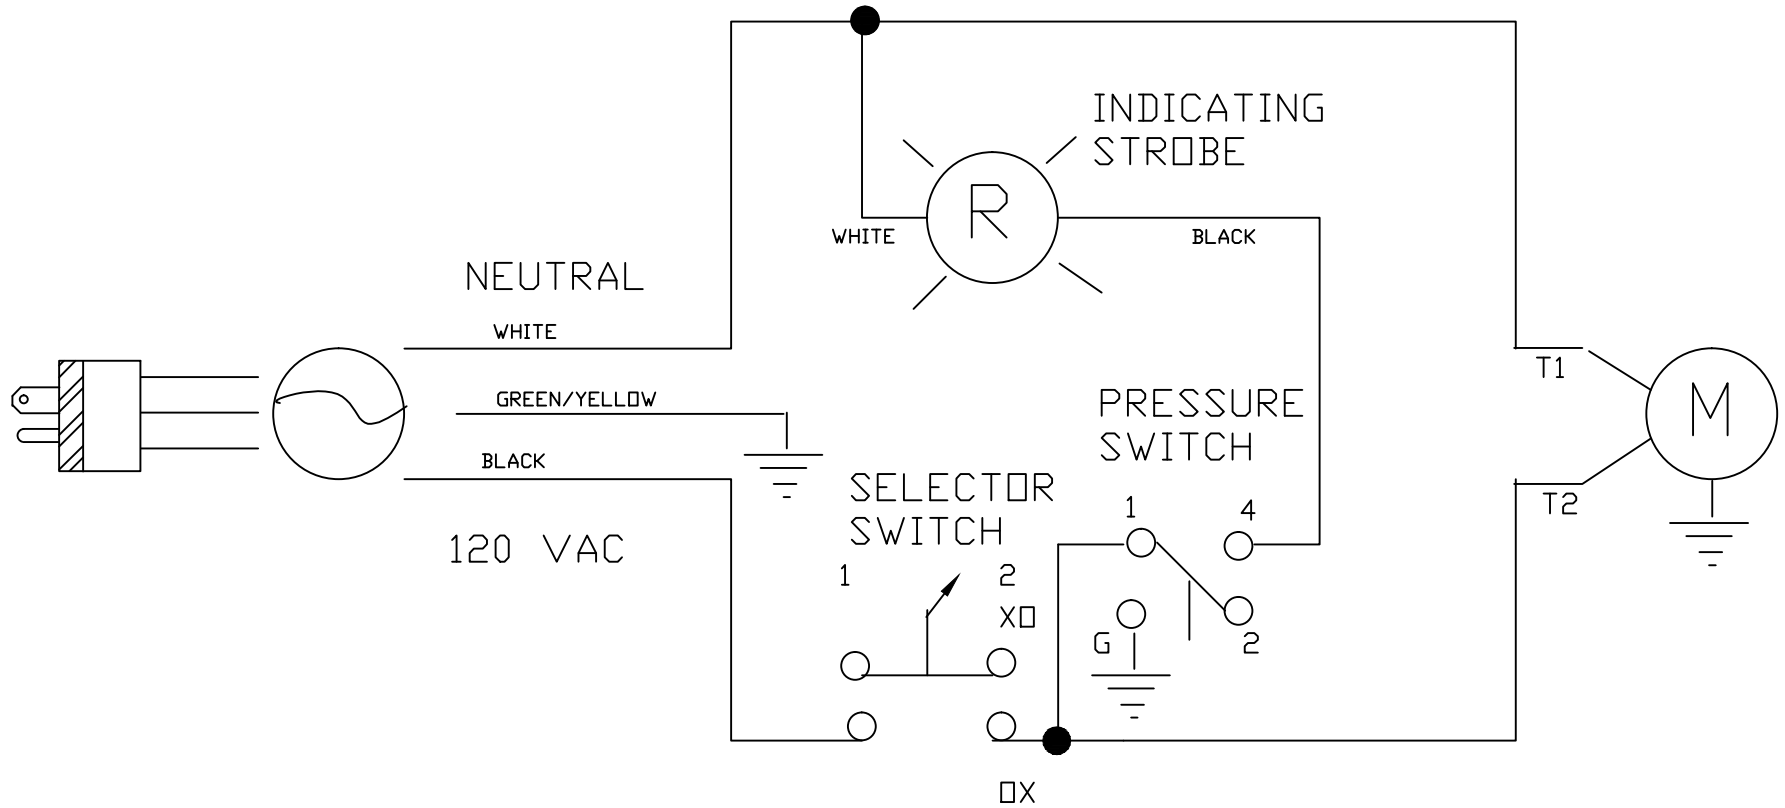 INDICATING
STROBE
R
WHITE
BLACK
NEUTRAL
WHITE
GREEN/YELLOW
BLACK
120 VAC
T1
M
T2
PRESSURE
SWITCH
1
4
G
2
SELECTOR
SWITCH
1
2
XO
OX